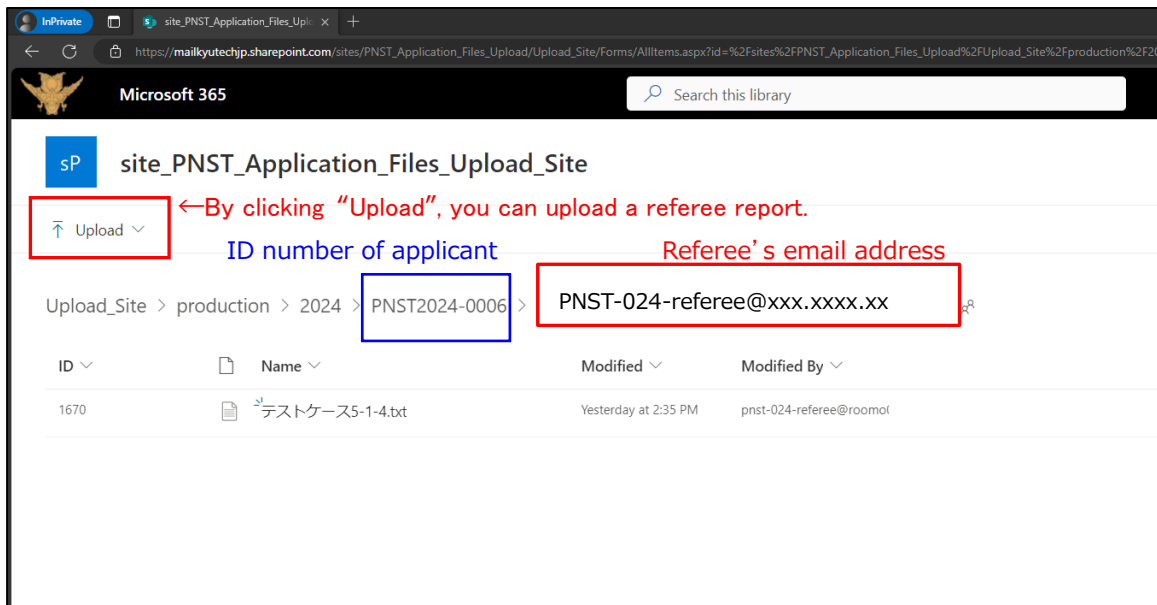 InPrivate
site_PNST_Application_Files_Uplo
https://mailkyutechjp.sharepoint.com/sites/PNST_Application_Files_Upload/Upload_Site/Forms/AllItems.aspx?id=%2Fsites%2FPNST_Application_Files_Upload%2FUpload_Site%2Fproduction%2F20
Microsoft 365
Search this library
sP
site_PNST_Application_Files_Upload_Site
←By clicking “Upload”, you can upload a referee report.
Upload
ID number of applicant
Referee’s email address
Upload_Site > production > 2024 > PNST2024-0006 > PNST-024-referee@xxx.xxxx.xx
ID Name Modified Modified By
1670 テストケース5-1-4.txt Yesterday at 2:35 PM pnst-024-referee@roomo(